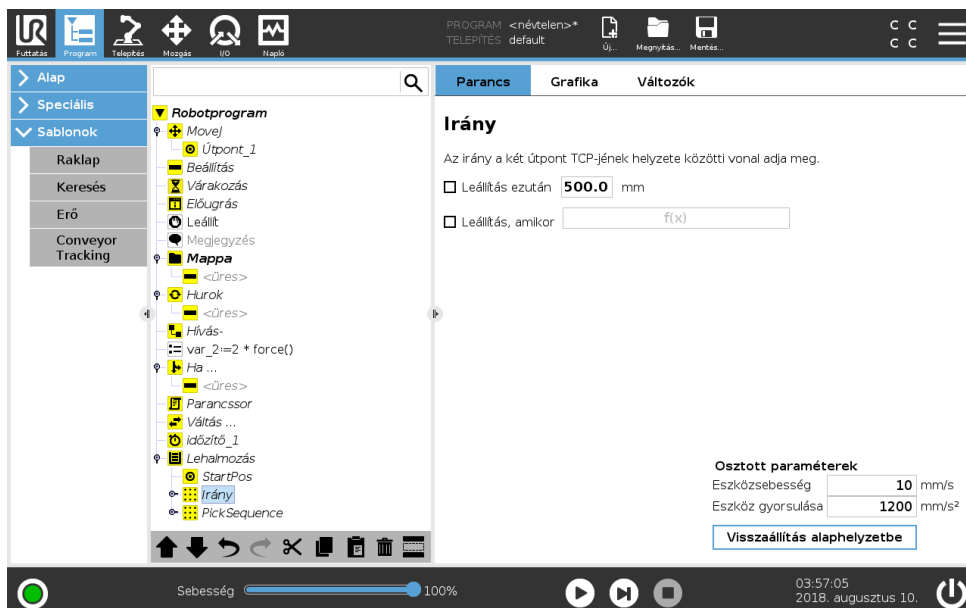 UR
Futtatás
Program
Telepítés
Mozgás
I/O
Napló
PROGRAM <névtelen>*
TELEPÍTÉS default
Új...
Megnyitás...
Mentés...
C C
C C
Alap
Speciális
Sablonok
Raklap
Keresés
Erő
Conveyor
Tracking
Robotprogram
MoveJ
Útpont_1
Beállítás
Várakozás
Előugrás
Leállít
Megjegyzés
Mappa
<üres>
Hurok
<üres>
Hívás-
var_2:=2 * force()
Ha ...
<üres>
Parancssor
Váltás ...
időzítő_1
Lehalmozás
StartPos
Irány
PickSequence
Parancs
Grafika
Változók
Irány
Az irány a két útpont TCP-jének helyzete közötti vonal adja meg.
Leállítás ezután 500.0 mm
Leállítás, amikor f(x)
Osztott paraméterek
Eszközsebesség 10 mm/s
Eszköz gyorsulása 1200 mm/s²
Visszaállítás alaphelyzetbe
Sebesség 100%
03:57:05
2018. augusztus 10.